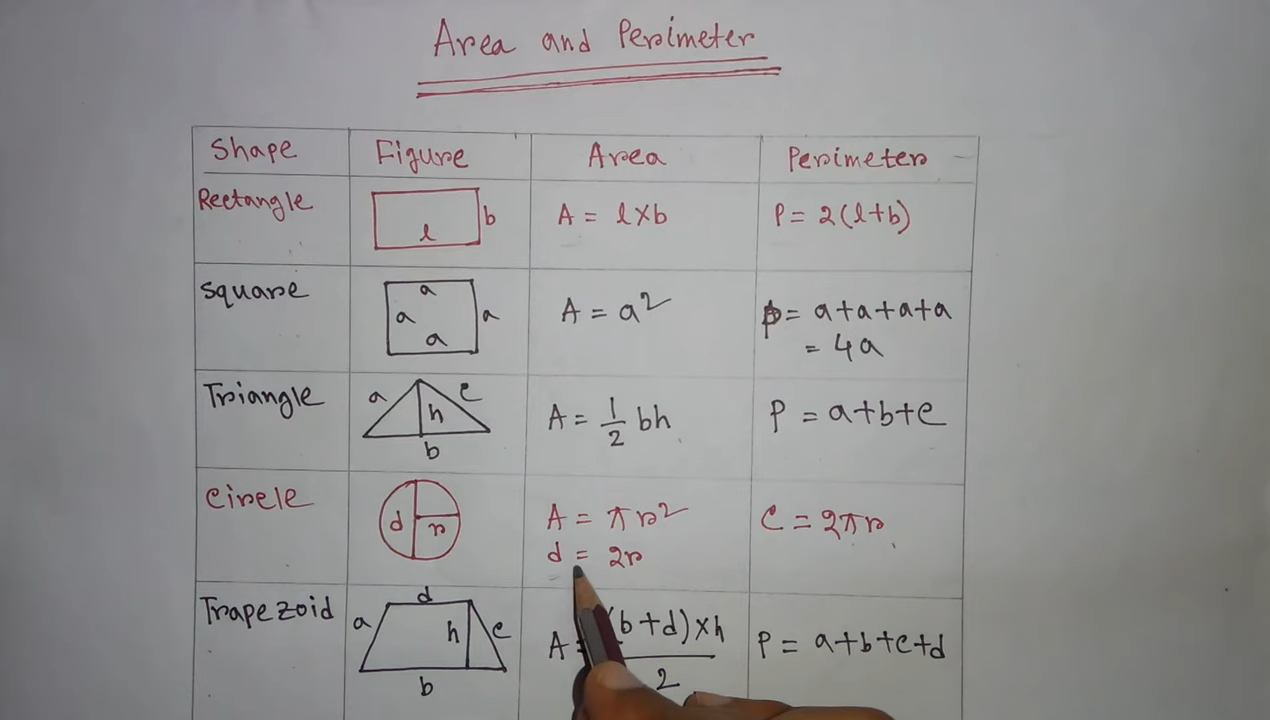 Area and Perimeter
Shape Figure Area Perimeter
Rectangle l b A = l×b P = 2(l+b)
square a a a a A = a² P = a+a+a+a
= 4a
Triangle a c h b A = 1/2 bh P = a+b+c
circle d r A = πr² C = 2πr
d = 2r
Trapezoid a d h c b A = (b+d)×h / 2 P = a+b+c+d